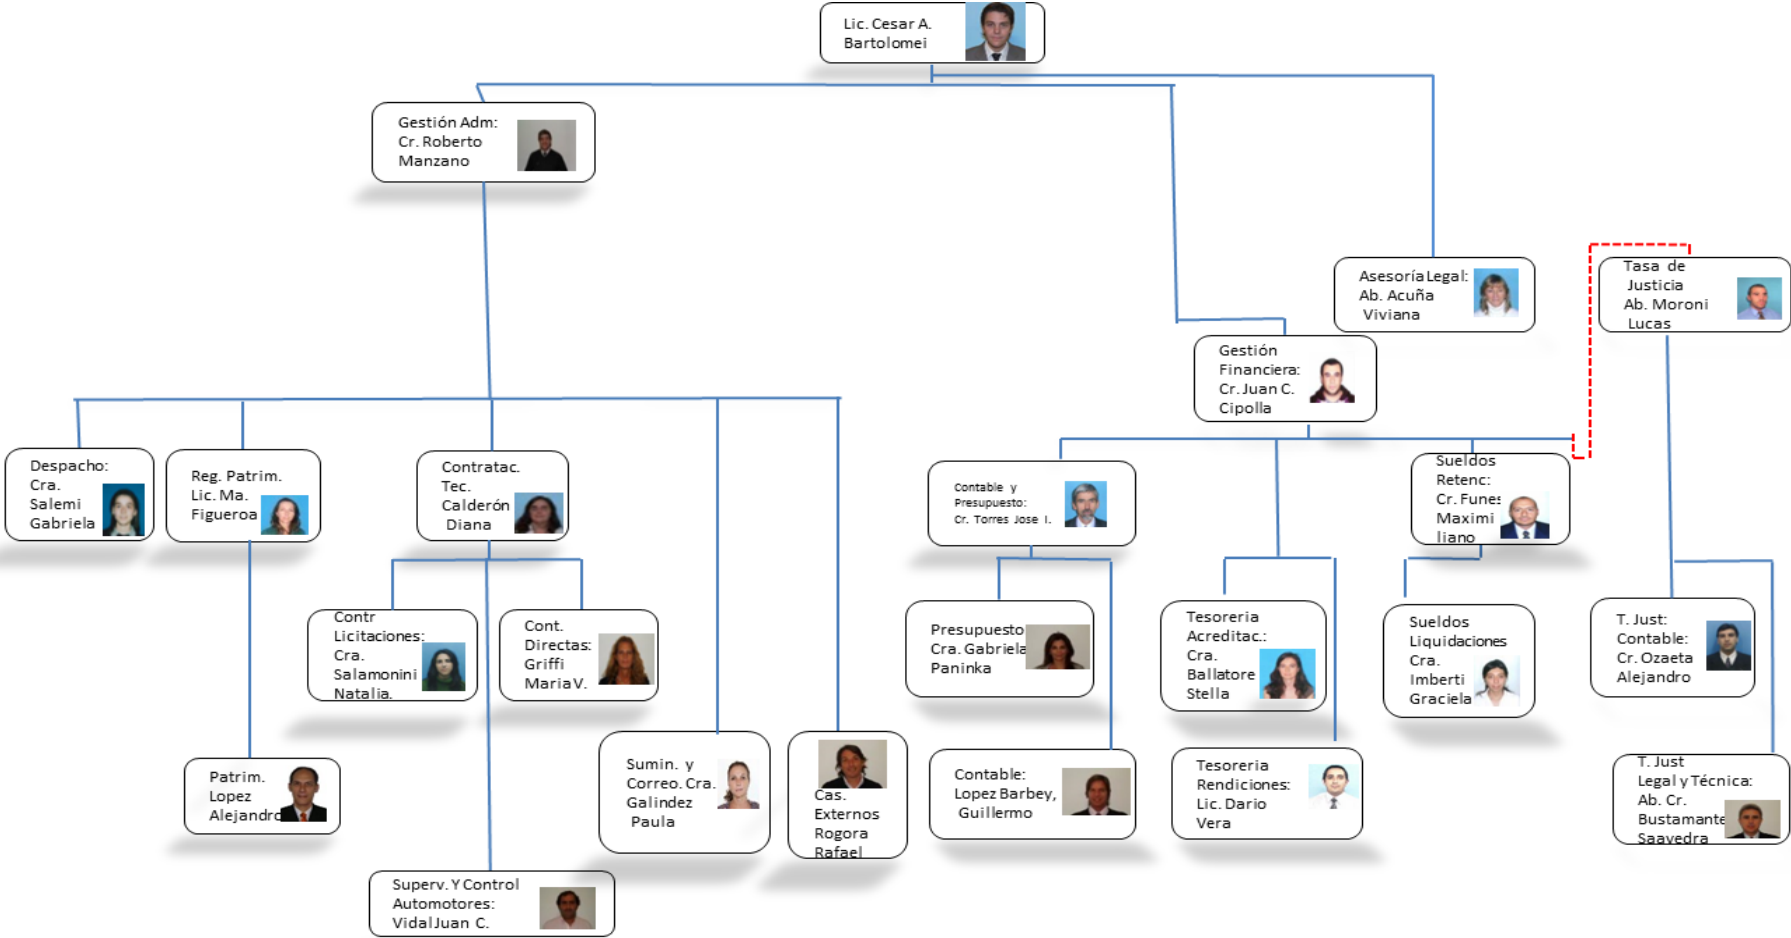 Lic. Cesar A.
Bartolomei
Gestión Adm:
Cr. Roberto
Manzano
Asesoría Legal:
Ab. Acuña
Viviana
Tasa de
Justicia
Ab. Moroni
Lucas
Gestión
Financiera:
Cr. Juan C.
Cipolla
Despacho:
Cra.
Salemi
Gabriela
Reg. Patrim.
Lic. Ma.
Figueroa
Contratac.
Tec.
Calderón
Diana
Contable y
Presupuesto:
Cr. Torres Jose I.
Sueldos
Retenc:
Cr. Funes
Maximi
liano
Contr
Licitaciones:
Cra.
Salamonini
Natalia.
Cont.
Directas:
Griffi
Maria V.
Presupuesto
Cra. Gabriela
Paninka
Tesoreria
Acreditac.:
Cra.
Ballatore
Stella
Sueldos
Liquidaciones
Cra.
Imberti
Graciela
T. Just:
Contable:
Cr. Ozaeta
Alejandro
Patrim.
Lopez
Alejandro
Sumin. y
Correo. Cra.
Galindez
Paula
Cas.
Externos
Rogora
Rafael
Contable:
Lopez Barbey,
Guillermo
Tesoreria
Rendiciones:
Lic. Dario
Vera
T. Just
Legal y Técnica:
Ab. Cr.
Bustamante
Saavedra
Superv. Y Control
Automotores:
Vidal Juan C.